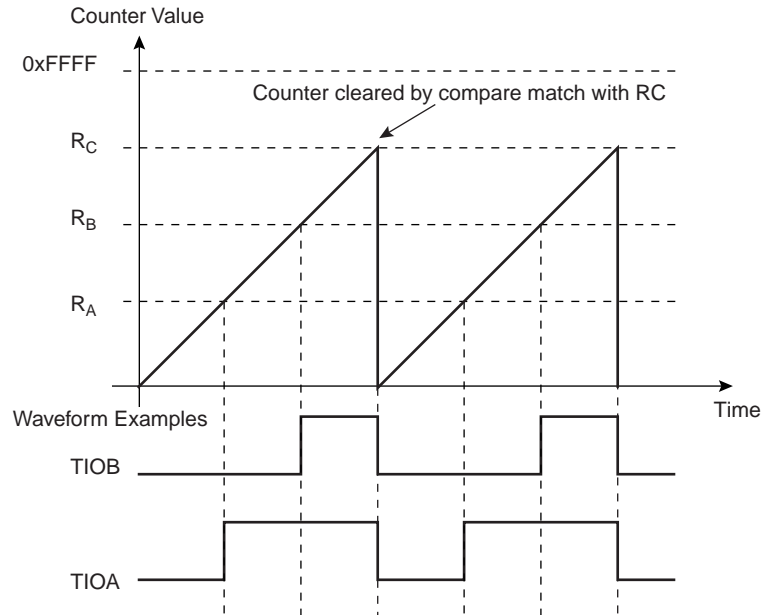 Counter Value
0xFFFF
Counter cleared by compare match with RC
RC
RB
RA
Time
Waveform Examples
TIOB
TIOA